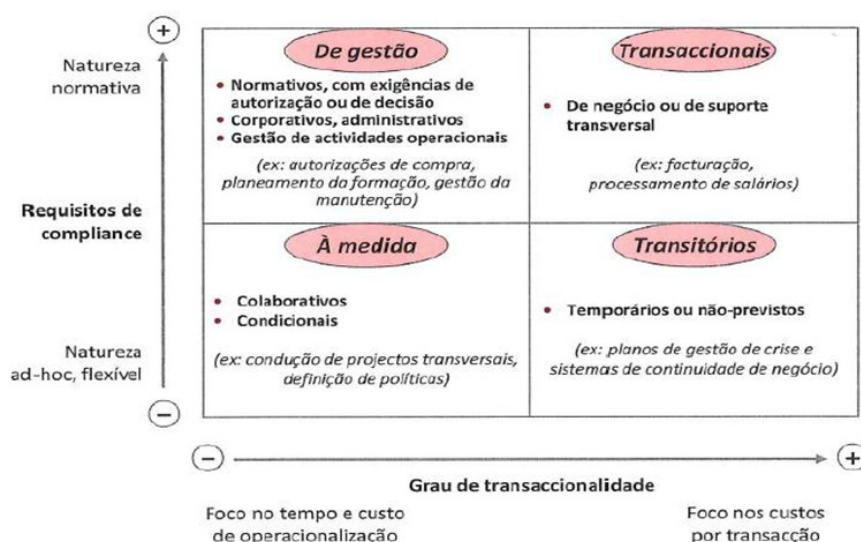 +
Natureza
normativa
Requisitos de
compliance
Natureza
ad-hoc, flexível
−
De gestão
• Normativos, com exigências de
autorização ou de decisão
• Corporativos, administrativos
• Gestão de actividades operacionais
(ex: autorizações de compra,
planeamento da formação, gestão da
manutenção)
Transaccionais
• De negócio ou de suporte
transversal
(ex: facturação,
processamento de salários)
À medida
• Colaborativos
• Condicionais
(ex: condução de projectos transversais,
definição de políticas)
Transitórios
• Temporários ou não-previstos
(ex: planos de gestão de crise e
sistemas de continuidade de negócio)
−
+
Grau de transaccionalidade
Foco no tempo e custo
de operacionalização
Foco nos custos
por transacção